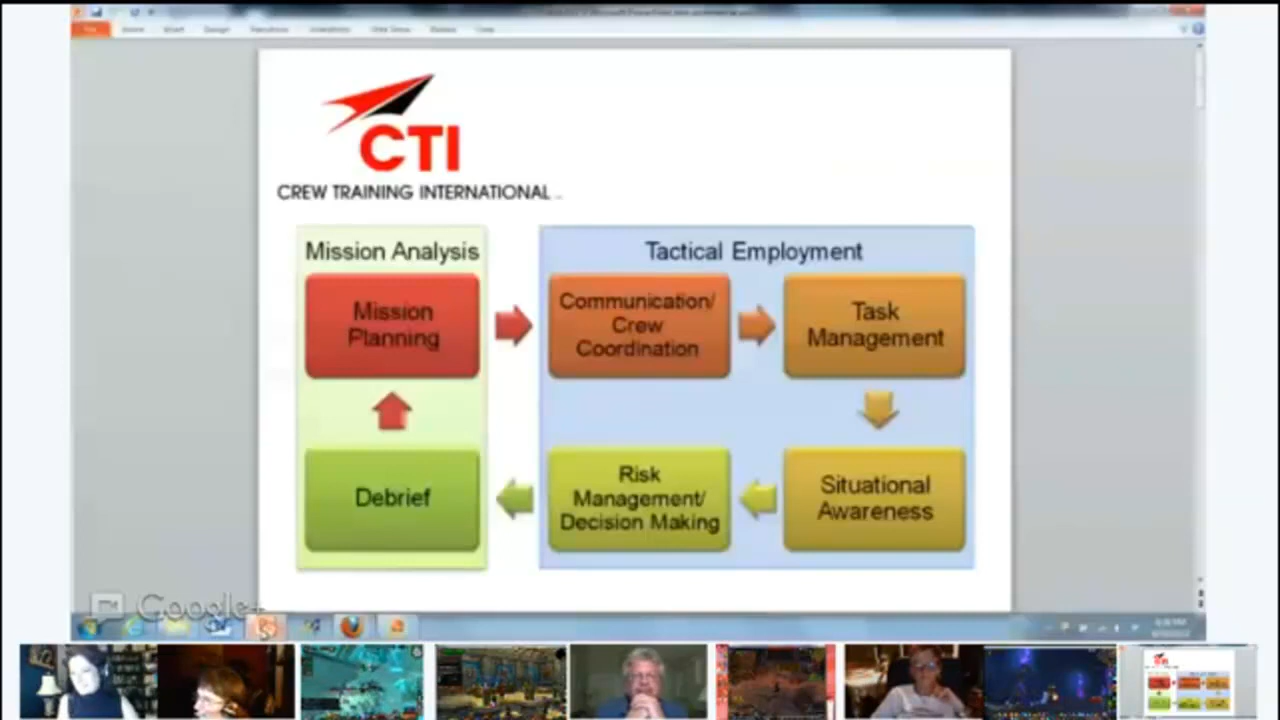 CTI
CREW TRAINING INTERNATIONAL
Mission Analysis
Tactical Employment
Mission
Planning
Communication/
Crew
Coordination
Task
Management
Debrief
Risk
Management/
Decision Making
Situational
Awareness
Google+